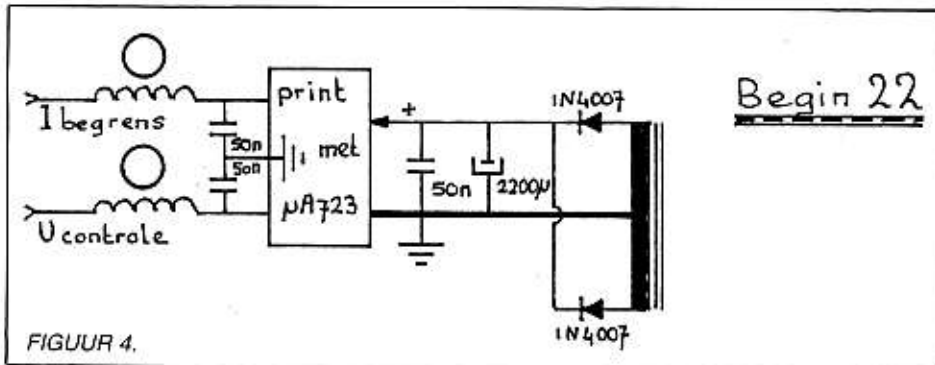 I begrens
U controle
50n
50n
print
met
µA723
+
50n
2200µ
1N4007
1N4007
Begin 22
FIGUUR 4.